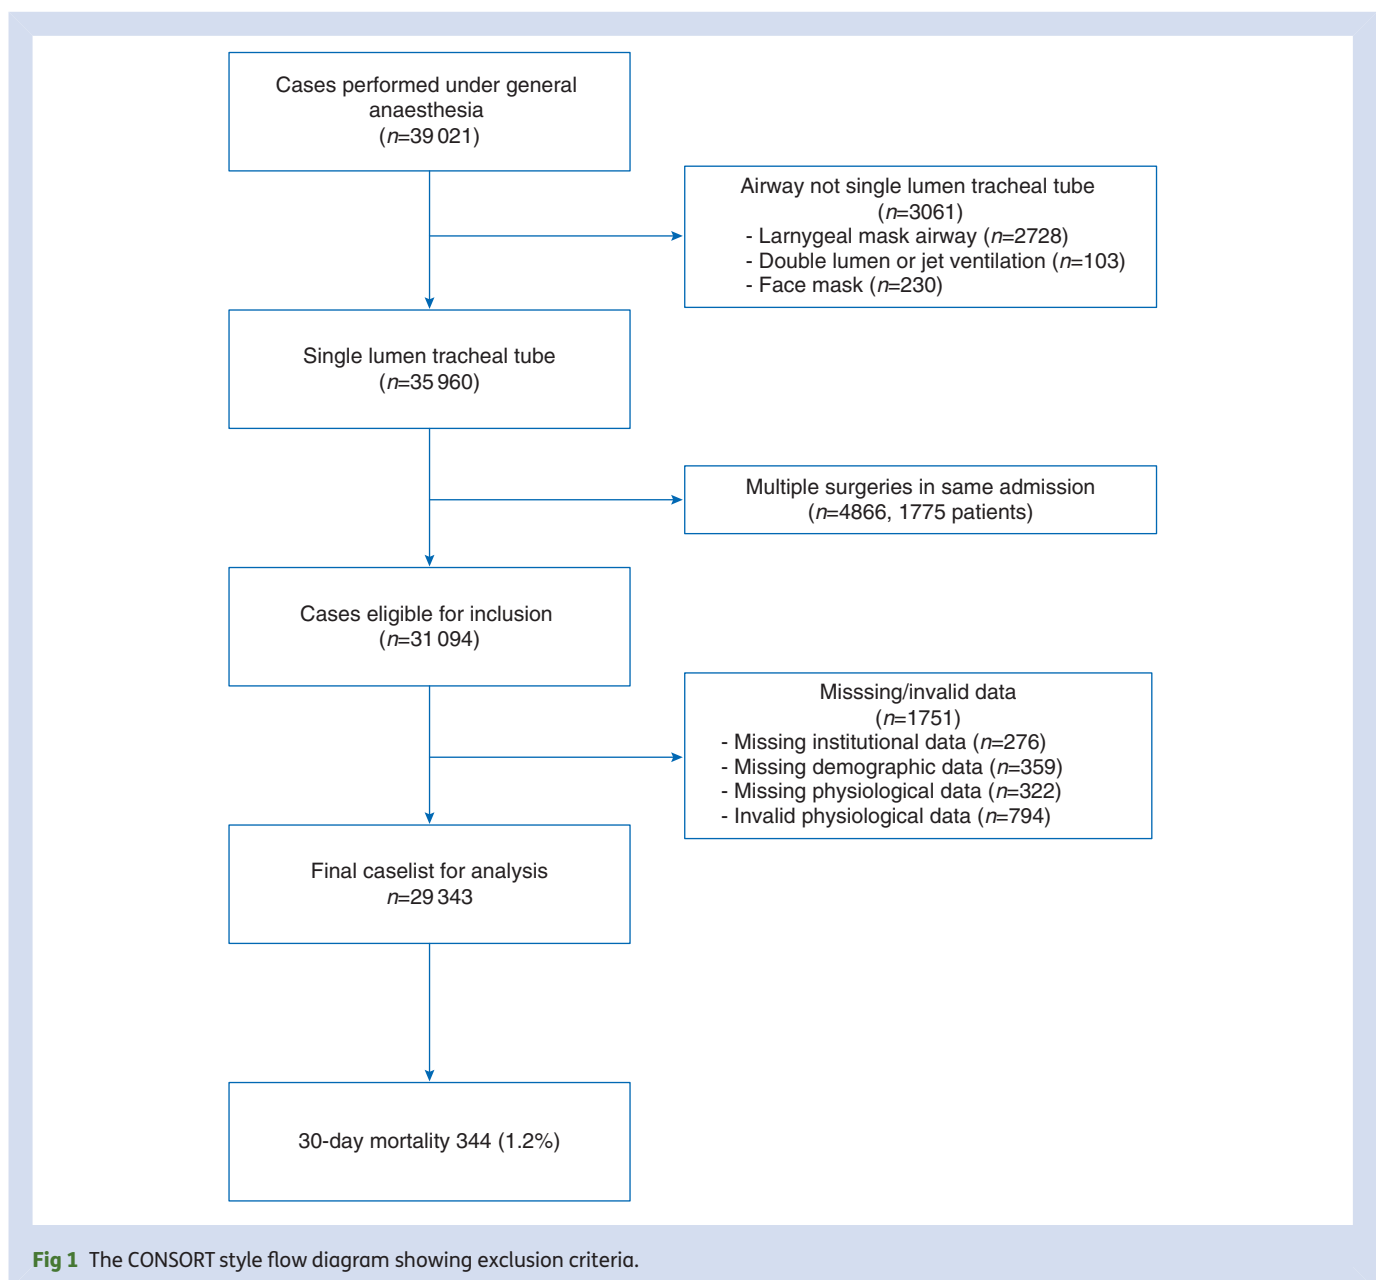 Cases performed under general
anaesthesia
(n=39 021)
Airway not single lumen tracheal tube
(n=3061)
- Larnygeal mask airway (n=2728)
- Double lumen or jet ventilation (n=103)
- Face mask (n=230)
Single lumen tracheal tube
(n=35 960)
Multiple surgeries in same admission
(n=4866, 1775 patients)
Cases eligible for inclusion
(n=31 094)
Misssing/invalid data
(n=1751)
- Missing institutional data (n=276)
- Missing demographic data (n=359)
- Missing physiological data (n=322)
- Invalid physiological data (n=794)
Final caselist for analysis
n=29 343
30-day mortality 344 (1.2%)
Fig 1 The CONSORT style flow diagram showing exclusion criteria.